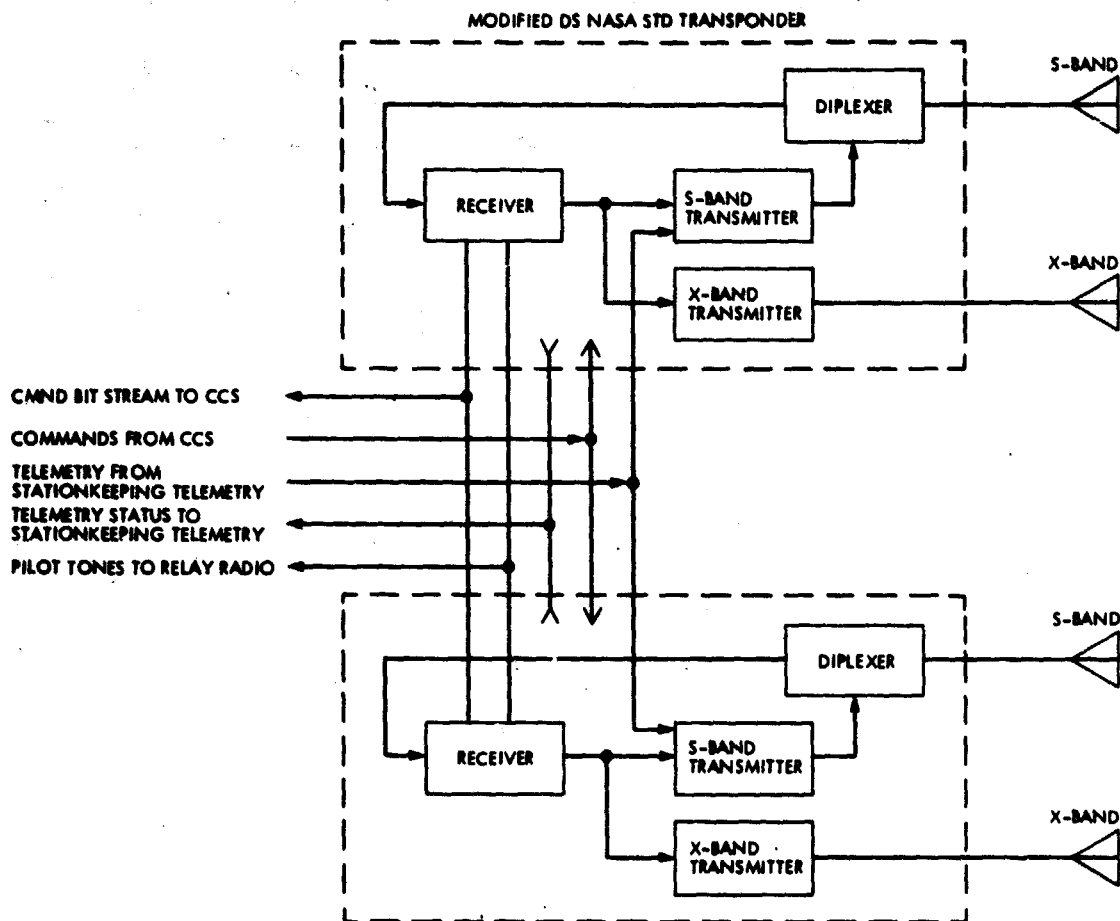 MODIFIED DS NASA STD TRANSPONDER
S-BAND
DIPLEXER
RECEIVER
S-BAND
TRANSMITTER
X-BAND
X-BAND
TRANSMITTER
CMND BIT STREAM TO CCS
COMMANDS FROM CCS
TELEMETRY FROM
STATIONKEEPING TELEMETRY
TELEMETRY STATUS TO
STATIONKEEPING TELEMETRY
PILOT TONES TO RELAY RADIO
S-BAND
DIPLEXER
RECEIVER
S-BAND
TRANSMITTER
X-BAND
X-BAND
TRANSMITTER